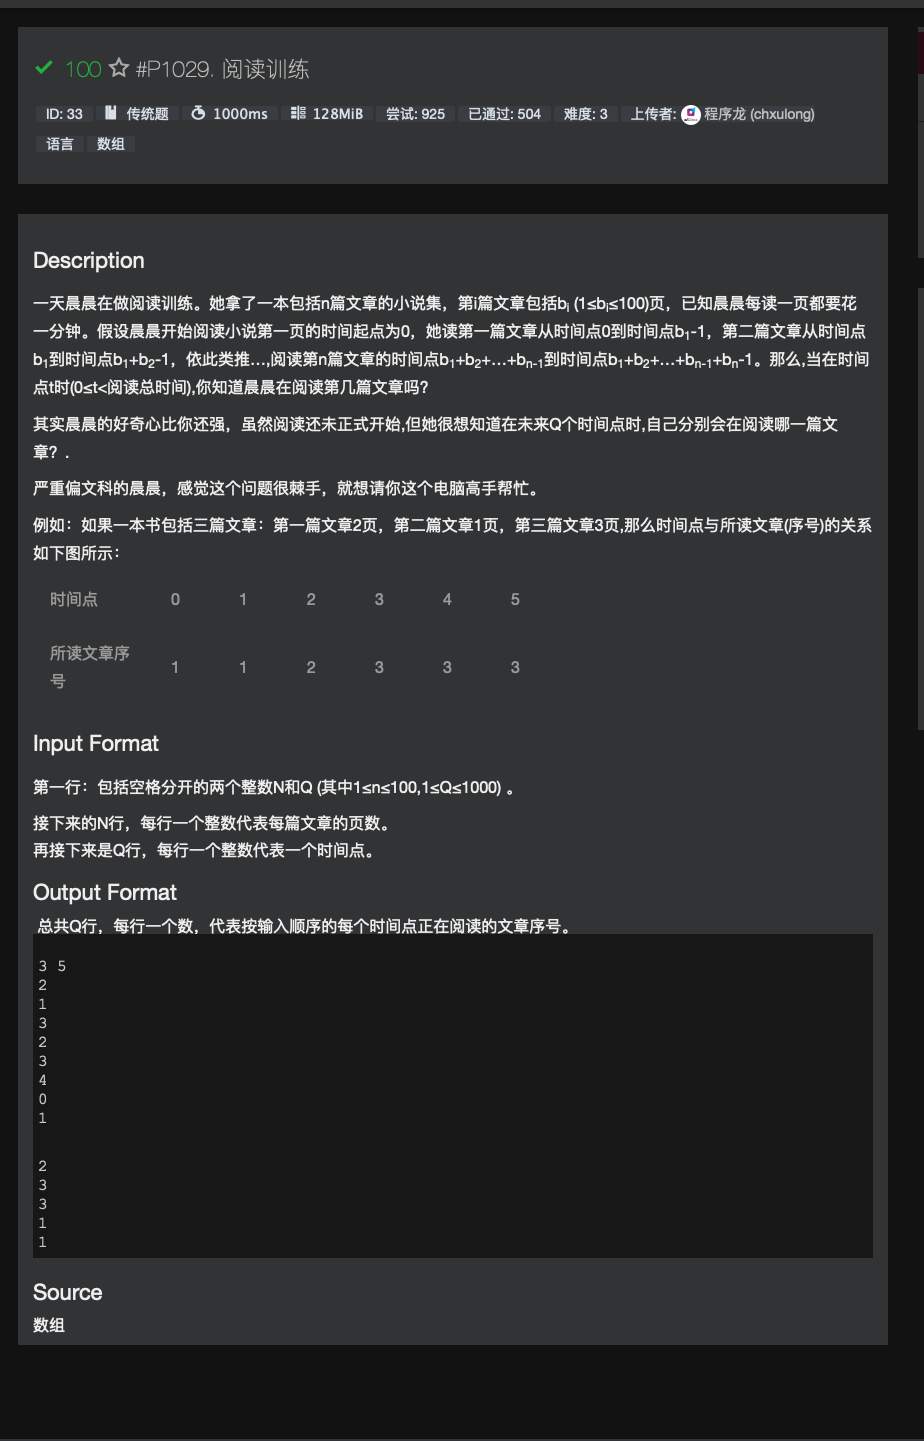 100 #P1029. 阅读训练
ID: 33 传统题 1000ms 128MiB 尝试: 925 已通过: 504 难度: 3 上传者: 程序龙 (chxulong)
语言 数组
Description
一天晨晨在做阅读训练。她拿了一本包括n篇文章的小说集，第i篇文章包括bi (1≤bi≤100)页，已知晨晨每读一页都要花
一分钟。假设晨晨开始阅读小说第一页的时间起点为0，她读第一篇文章从时间点0到时间点b1-1，第二篇文章从时间点
b1到时间点b1+b2-1，依此类推…,阅读第n篇文章的时间点b1+b2+…+bn-1到时间点b1+b2+…+bn-1+bn-1。那么,当在时间
点t时(0≤t<阅读总时间),你知道晨晨在阅读第几篇文章吗?
其实晨晨的好奇心比你还强，虽然阅读还未正式开始,但她很想知道在未来Q个时间点时,自己分别会在阅读哪一篇文
章？.
严重偏文科的晨晨，感觉这个问题很棘手，就想请你这个电脑高手帮忙。
例如：如果一本书包括三篇文章：第一篇文章2页，第二篇文章1页，第三篇文章3页,那么时间点与所读文章(序号)的关系
如下图所示：
时间点 0 1 2 3 4 5
所读文章序
号 1 1 2 3 3 3
Input Format
第一行：包括空格分开的两个整数N和Q (其中1≤n≤100,1≤Q≤1000) 。
接下来的N行，每行一个整数代表每篇文章的页数。
再接下来是Q行，每行一个整数代表一个时间点。
Output Format
总共Q行，每行一个数，代表按输入顺序的每个时间点正在阅读的文章序号。
3 5
2
1
3
2
3
4
0
1
2
3
3
1
1
Source
数组